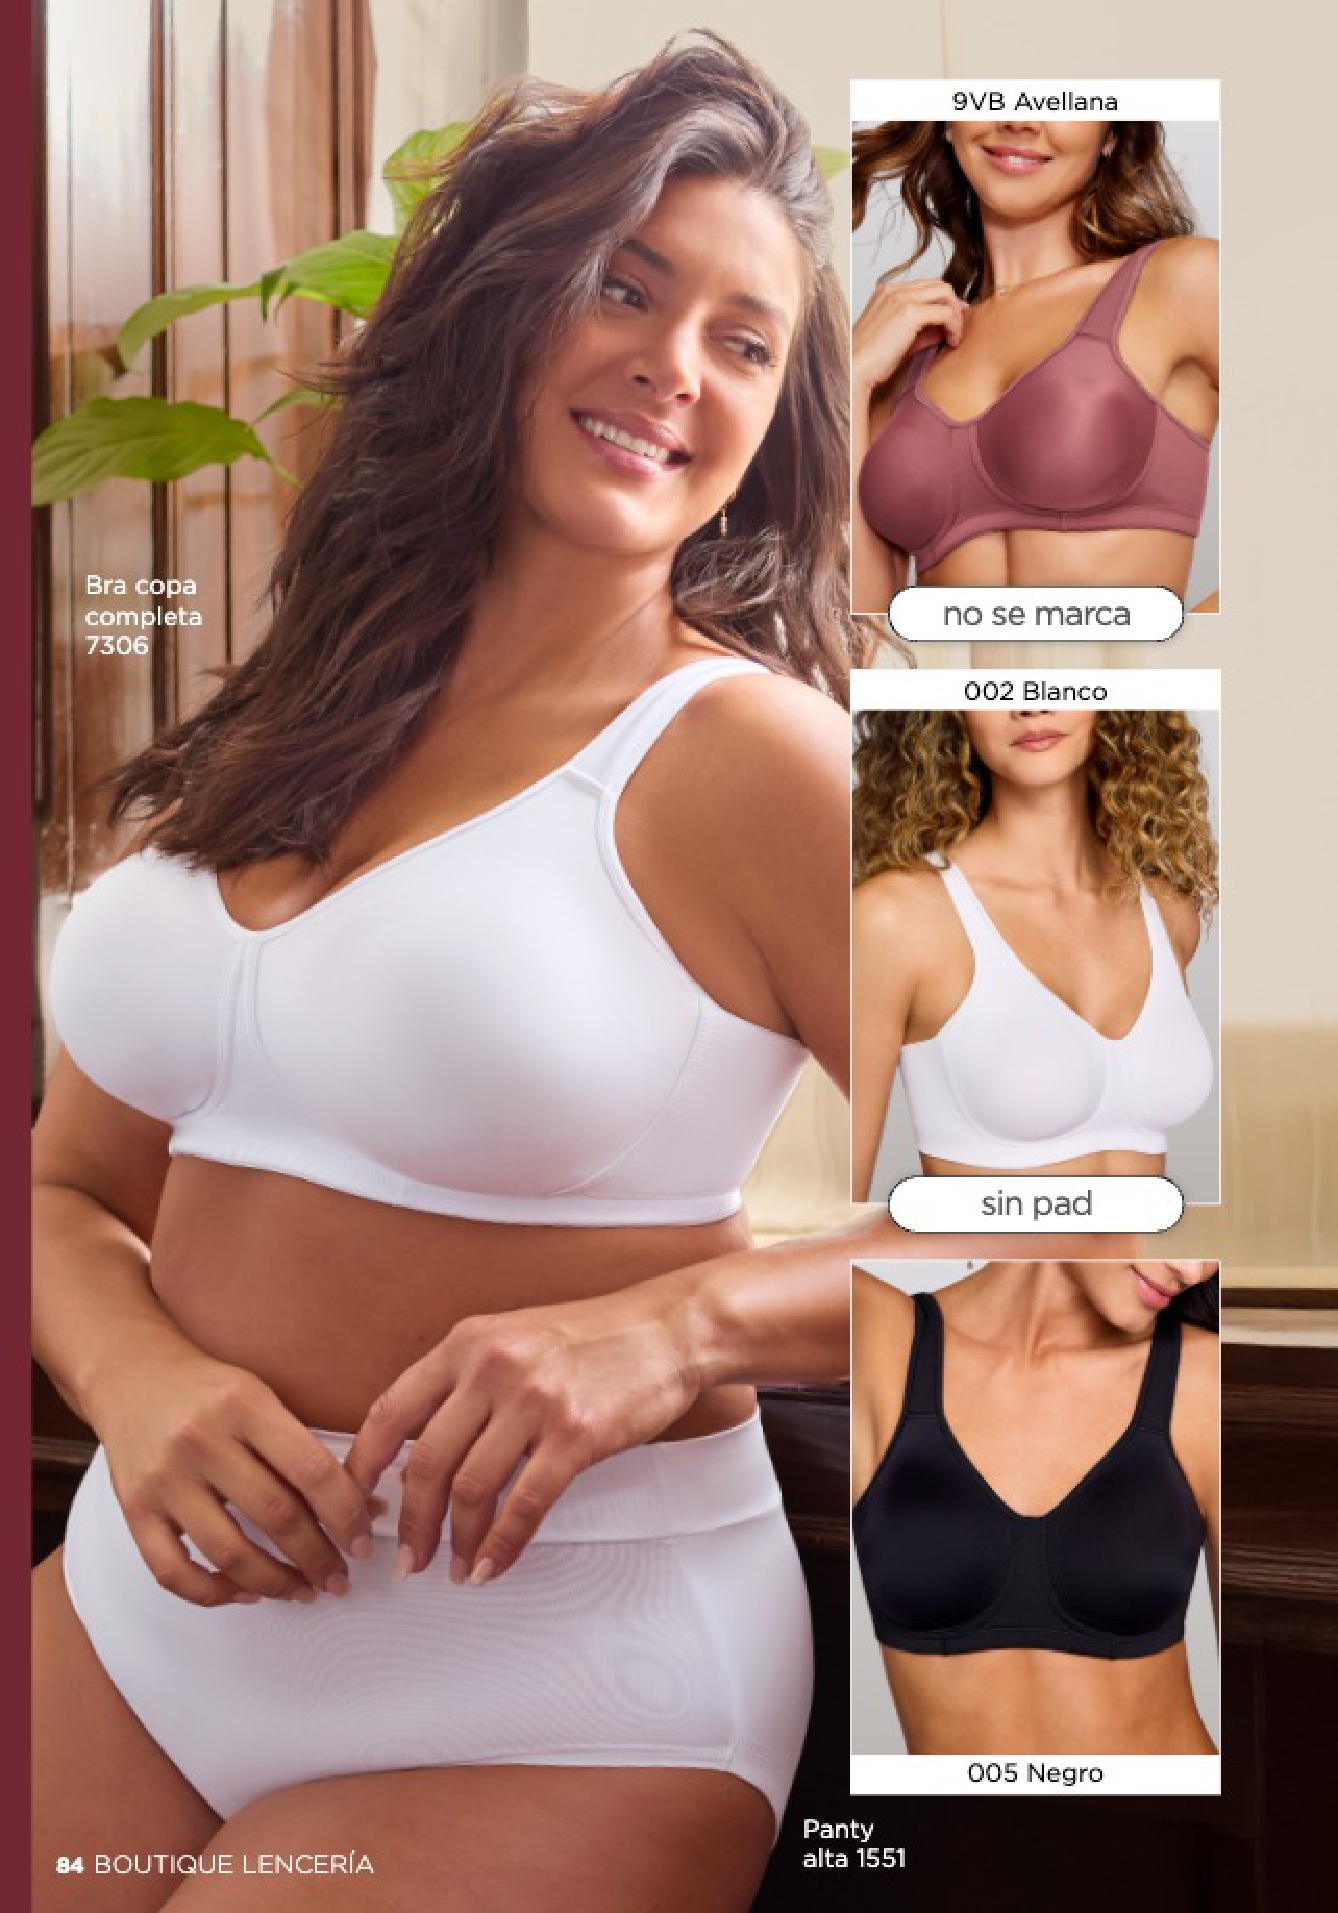 9VB Avellana
Bra copa
completa
7306
no se marca
002 Blanco
sin pad
005 Negro
Panty
alta 1551
84 BOUTIQUE LENCERÍA